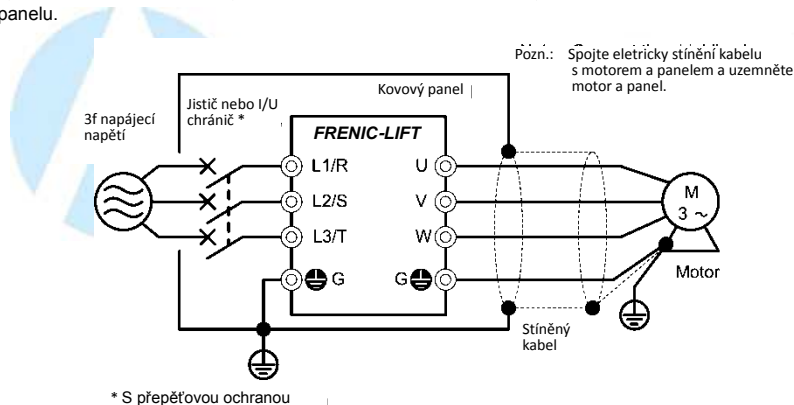 panelu.
Pozn.: Spojte eletricky stínění kabelu
s motorem a panelem a uzemněte
motor a panel.
Kovový panel
Jistič nebo I/U
chránič *
3f napájecí
napětí
FRENIC-LIFT
L1/R
U
L2/S
V
L3/T
W
G
G
M
3 ~
Motor
Stíněný
kabel
* S přepěťovou ochranou